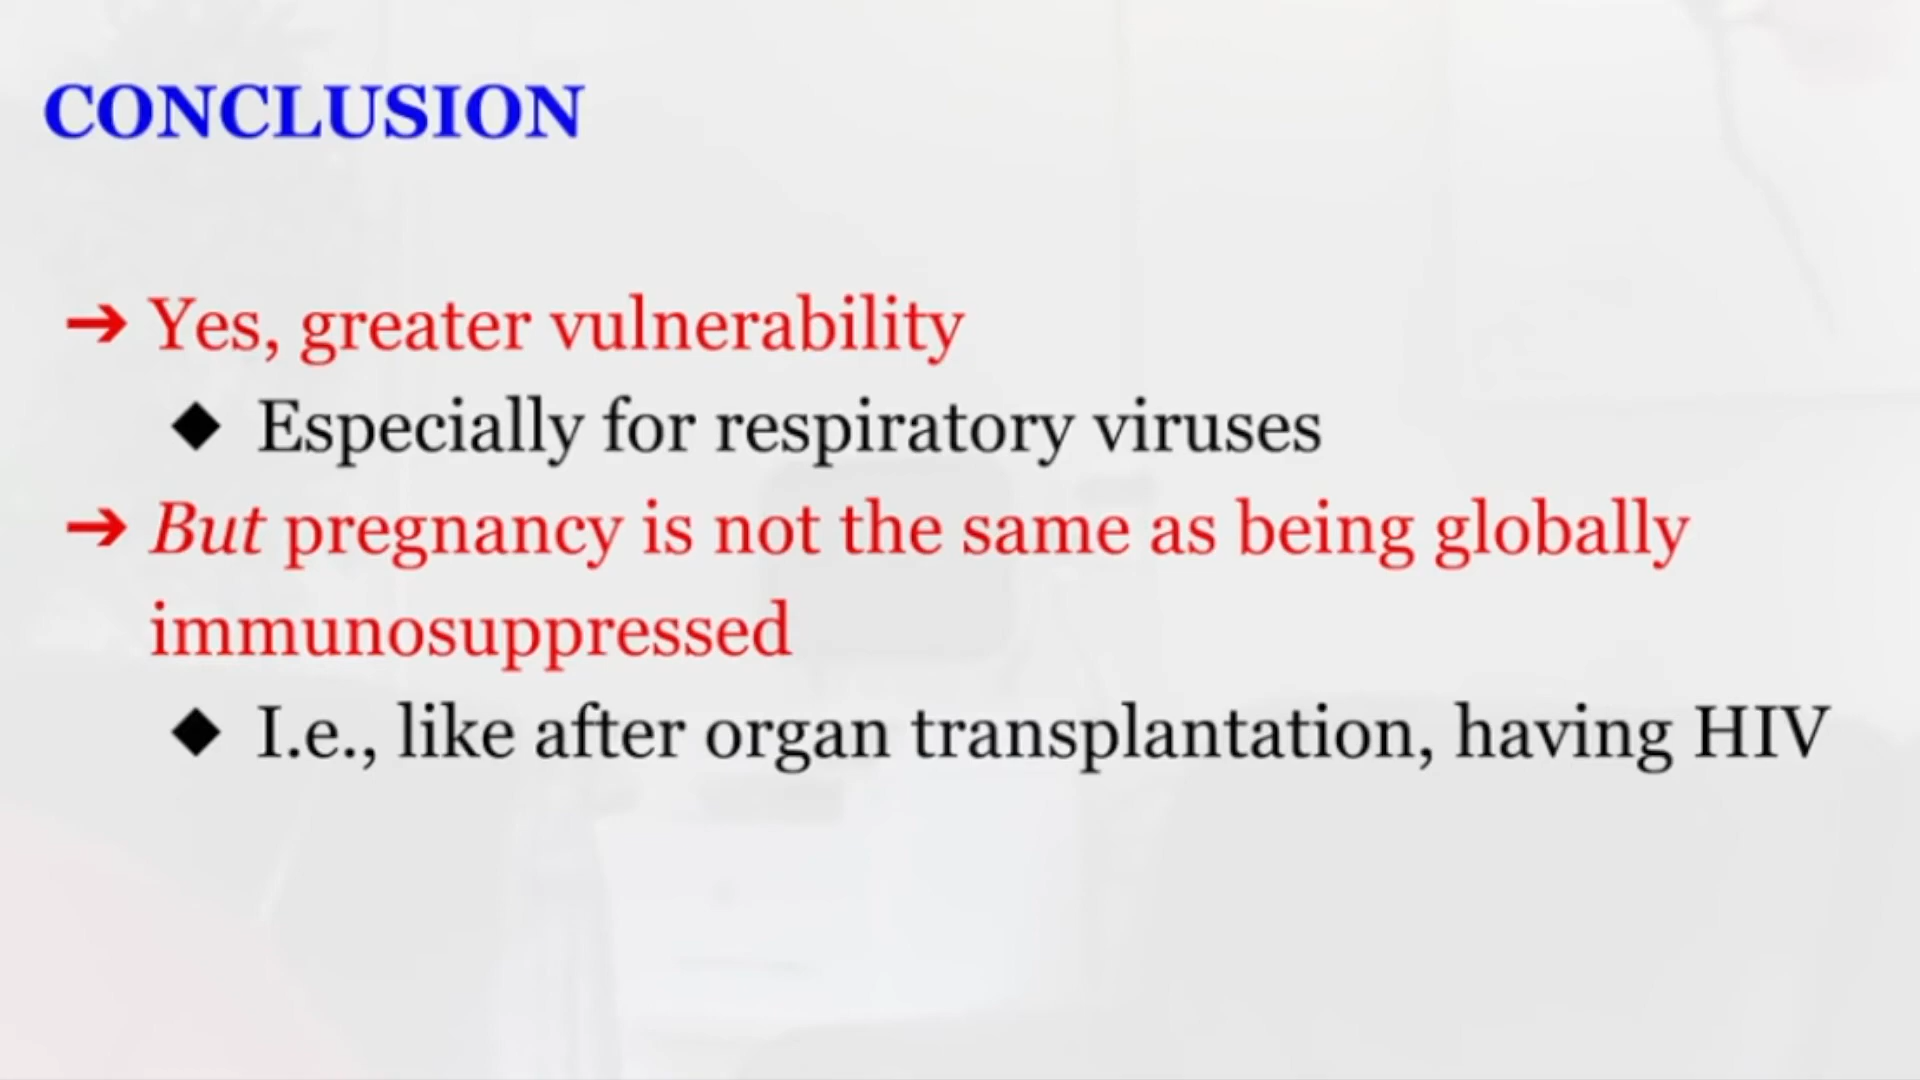 CONCLUSION
➔ Yes, greater vulnerability
◆ Especially for respiratory viruses
➔ But pregnancy is not the same as being globally
immunosuppressed
◆ I.e., like after organ transplantation, having HIV